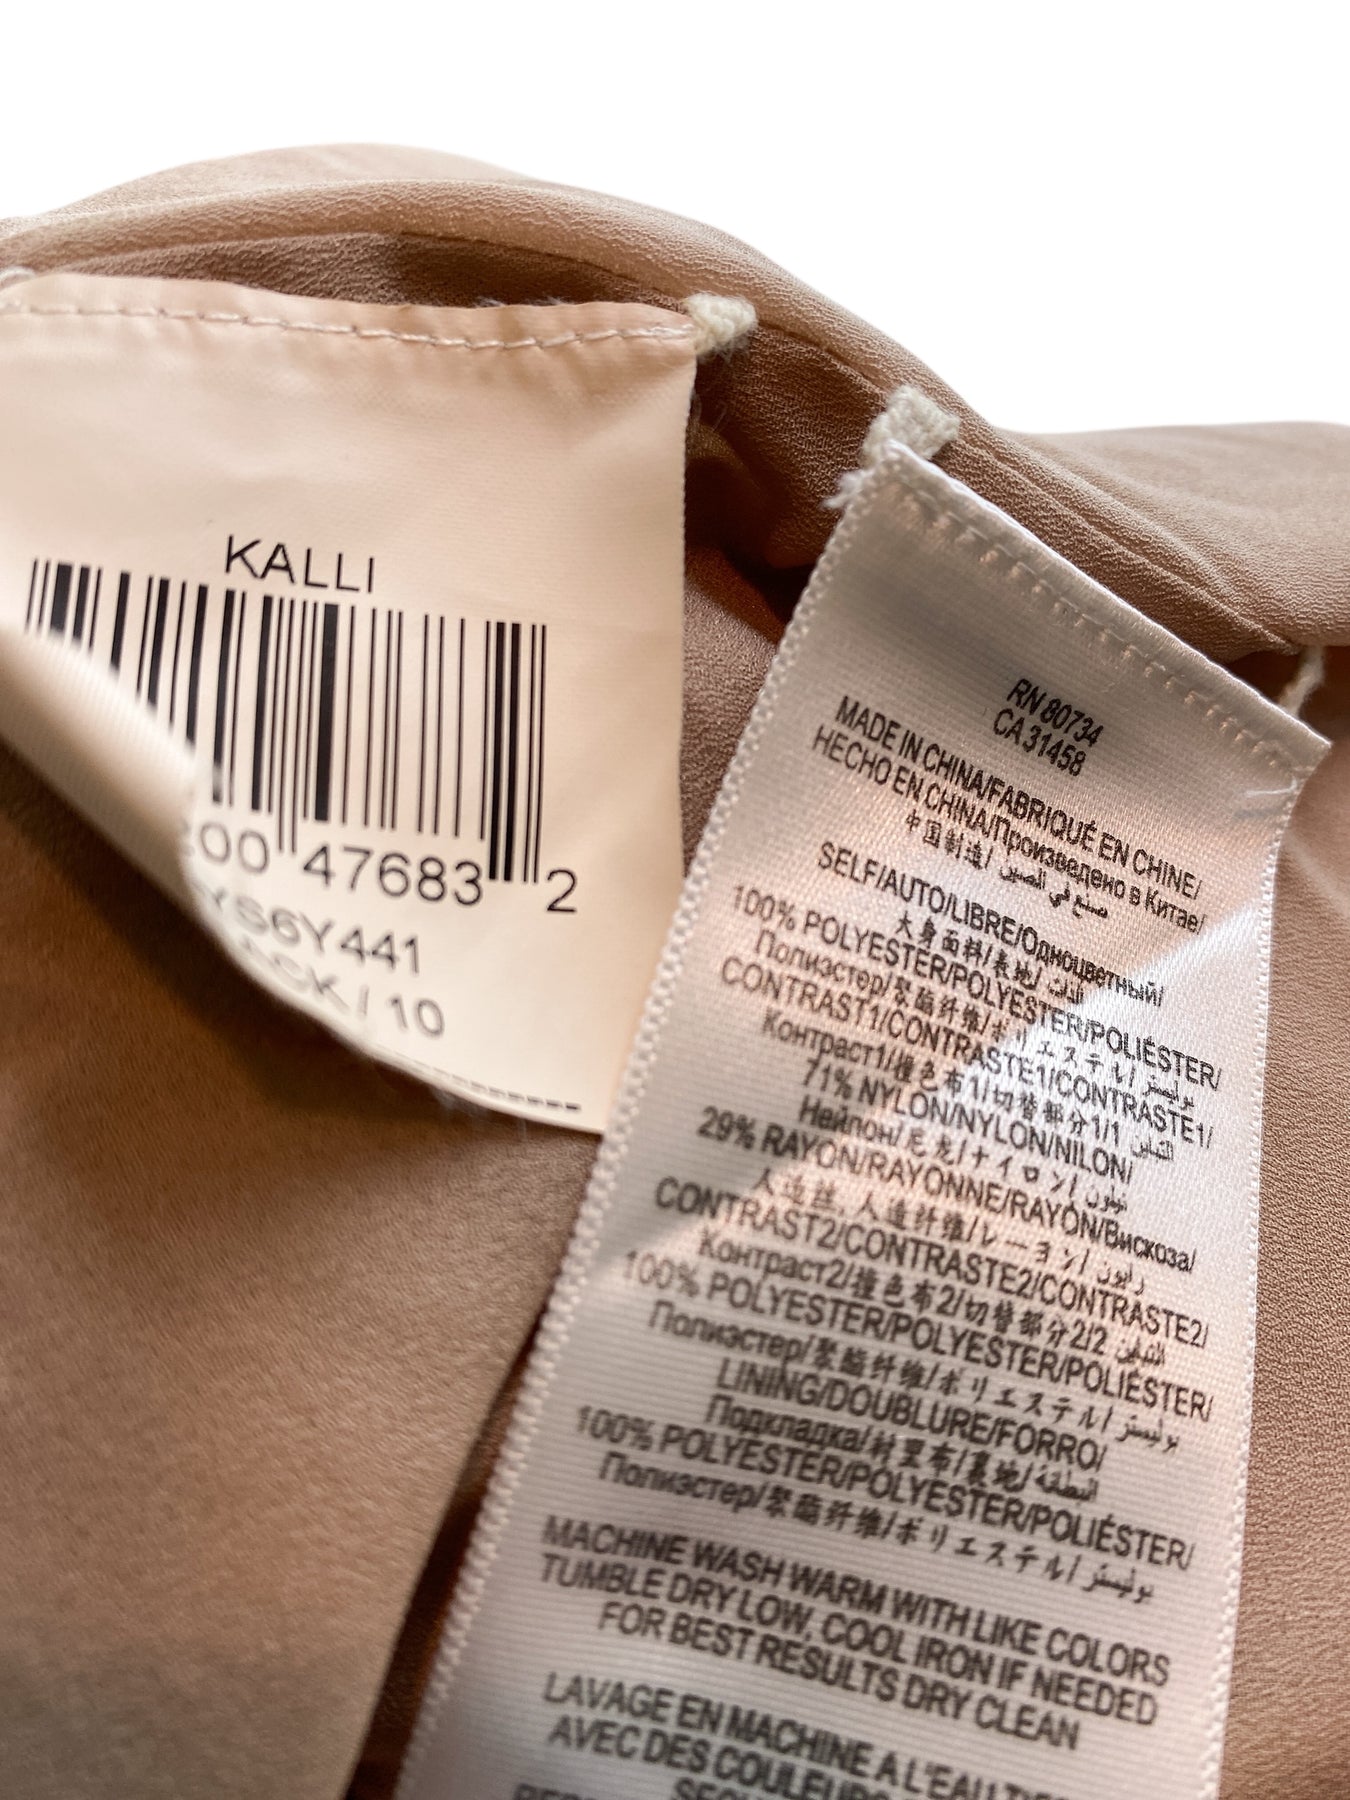 KALLI
00 47683 2
YS6Y441
ACK / 10
RN 80734
CA 31458
MADE IN CHINA/FABRIQUÉ EN CHINE/
HECHO EN CHINA/Произведено в Китае/
中国制造/ صنع في الصين
SELF/AUTO/LIBRE/Одноцветный/
大身面料/表地/
100% POLYESTER/POLYESTER/POLIÉSTER/
Полиэстер/聚酯纤维/ポリエステル/ بوليستر
CONTRAST1/CONTRASTE1/CONTRASTE1/
Контраст1/撞色布1/切替部分1/1
71% NYLON/NYLON/NILON/
Нейлон/尼龙/ナイロン/ نيلون
29% RAYON/RAYONNE/RAYÓN/Вискоза/
人造丝, 人造纤维/レーヨン/ رايون
CONTRAST2/CONTRASTE2/CONTRASTE2/
Контраст2/撞色布2/切替部分2/2
100% POLYESTER/POLYESTER/POLIÉSTER/
Полиэстер/聚酯纤维/ポリエステル/ بوليستر
LINING/DOUBLURE/FORRO/
Подкладка/衬里布/裏地/
100% POLYESTER/POLYESTER/POLIÉSTER/
Полиэстер/聚酯纤维/ポリエステル/ بوليستر
MACHINE WASH WARM WITH LIKE COLORS
TUMBLE DRY LOW, COOL IRON IF NEEDED
FOR BEST RESULTS DRY CLEAN
LAVAGE EN MACHINE A L'EAU
AVEC DES COULEURS